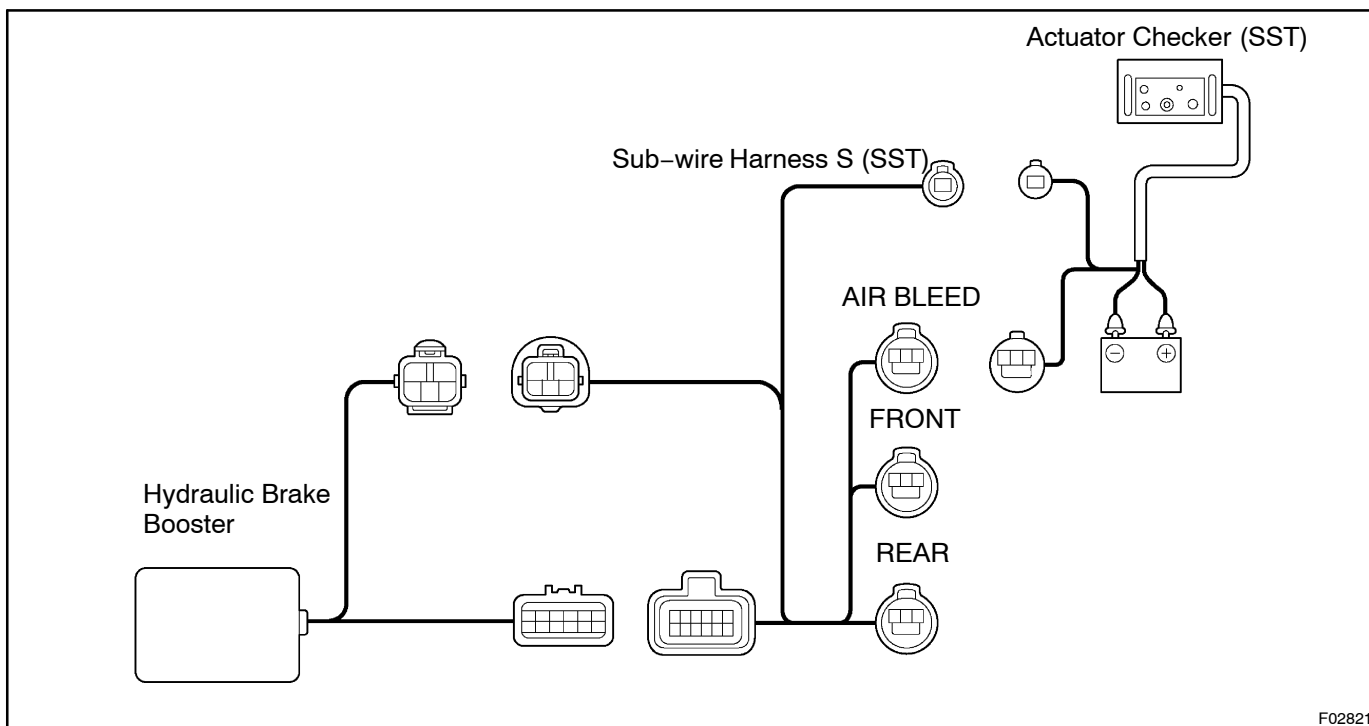 Actuator Checker (SST)
Sub−wire Harness S (SST)
AIR BLEED
− +
FRONT
Hydraulic Brake
Booster
REAR
F02821